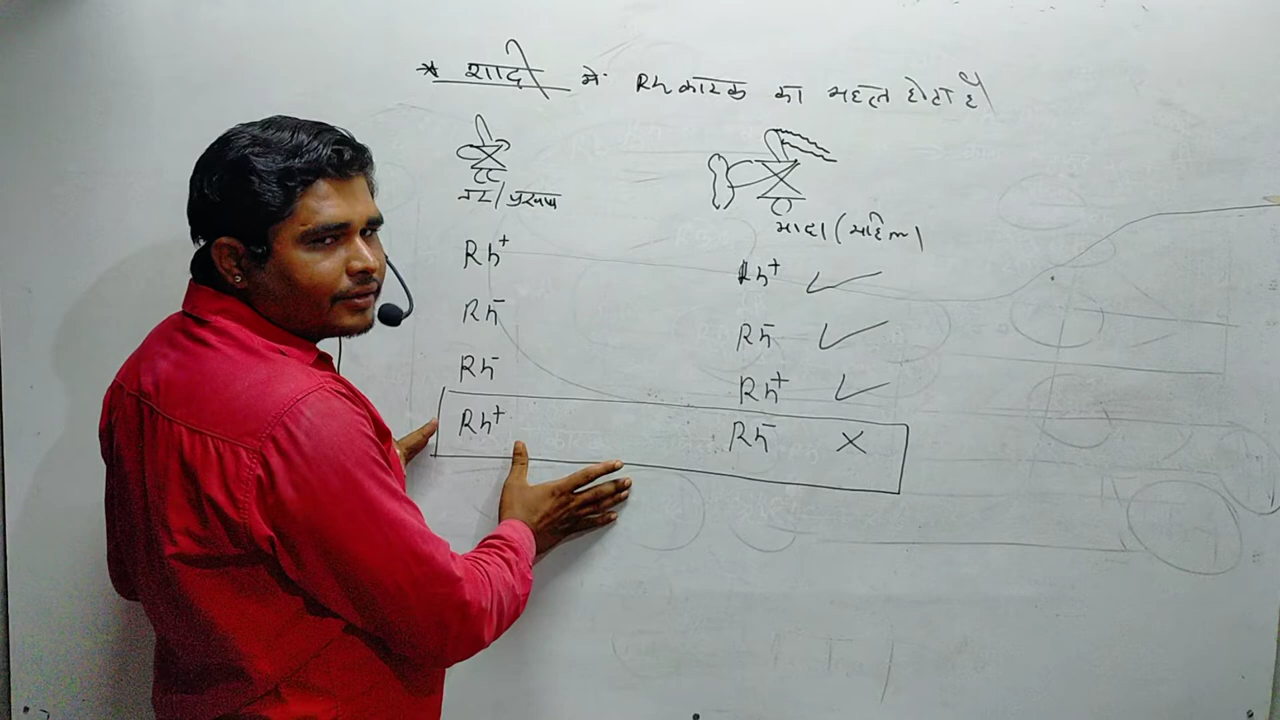 * शादी में Rh कारक का महत्व होता है
नर/पुरुष
मादा (महिला)
Rh⁺ Rh⁺ ✓
Rh⁻ Rh⁻ ✓
Rh⁻ Rh⁺ ✓
Rh⁺ Rh⁻ ×